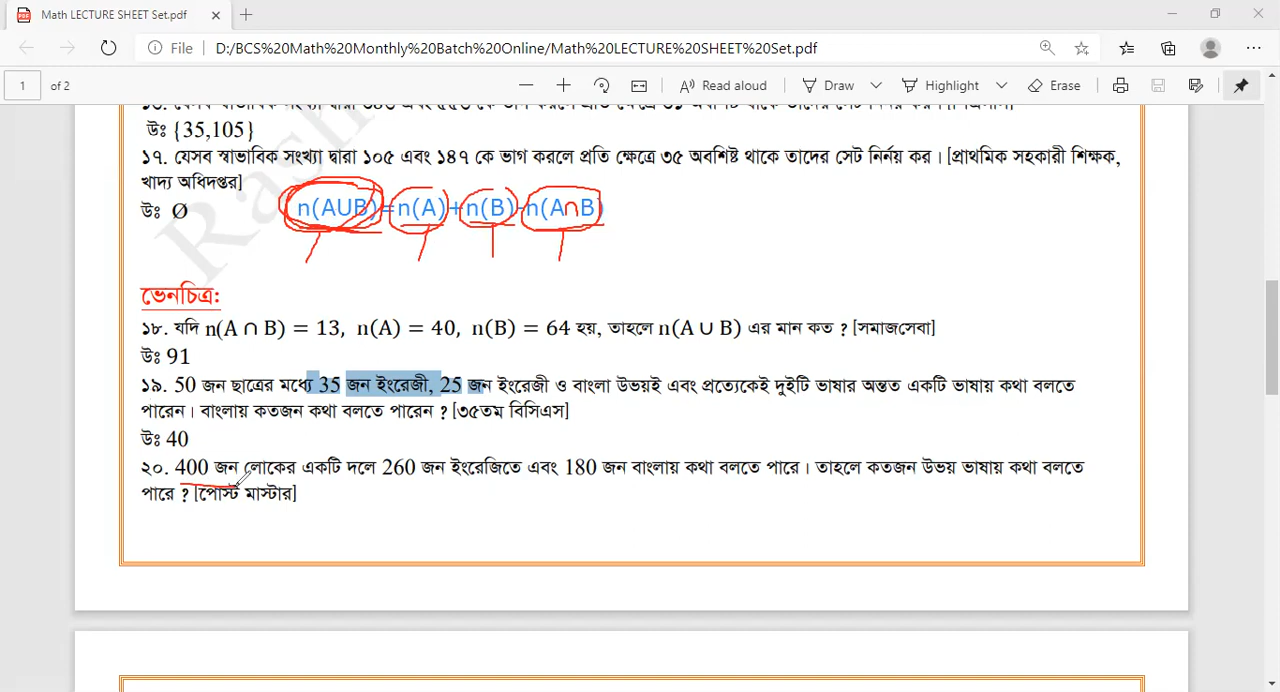 Math LECTURE SHEET Set.pdf
File D:/BCS%20Math%20Monthly%20Batch%20Online/Math%20LECTURE%20SHEET%20Set.pdf
1 of 2 Read aloud Draw Highlight Erase
উঃ {35,105}
১৭. যেসব স্বাভাবিক সংখ্যা দ্বারা ১০৫ এবং ১৪৭ কে ভাগ করলে প্রতি ক্ষেত্রে ৩৫ অবশিষ্ট থাকে তাদের সেট নির্নয় কর। [প্রাথমিক সহকারী শিক্ষক,
খাদ্য অধিদপ্তর]
n(AUB)=n(A)+n(B)-n(A∩B)
উঃ Ø
Rash
ভেনচিত্র:
১৮. যদি n(A ∩ B) = 13, n(A) = 40, n(B) = 64 হয়, তাহলে n(A ∪ B) এর মান কত ? [সমাজসেবা]
উঃ 91
১৯. 50 জন ছাত্রের মধ্যে 35 জন ইংরেজী, 25 জন ইংরেজী ও বাংলা উভয়ই এবং প্রত্যেকেই দুইটি ভাষার অন্তত একটি ভাষায় কথা বলতে
পারেন। বাংলায় কতজন কথা বলতে পারেন ? [৩৫তম বিসিএস]
উঃ 40
২০. 400 জন লোকের একটি দলে 260 জন ইংরেজিতে এবং 180 জন বাংলায় কথা বলতে পারে। তাহলে কতজন উভয় ভাষায় কথা বলতে
পারে ? [পোস্ট মাস্টার]